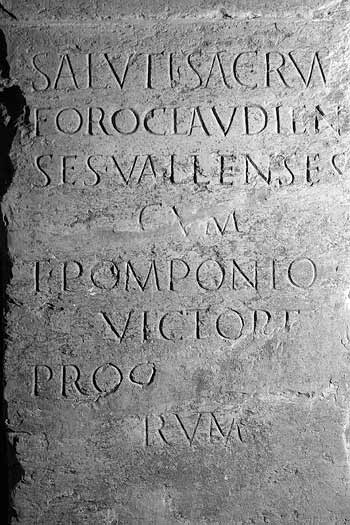 SALVTI SACRVM
FOROCLAVDIEN
SES VALLENSES
CVM
T POMPONIO
VICTORE
PROC
RVM